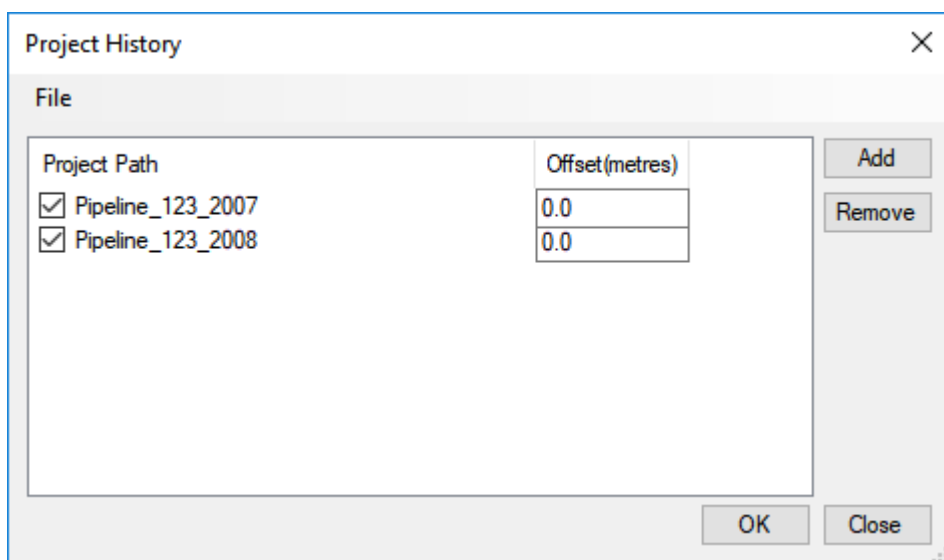 Project History
File
Project Path Offset(metres)
Pipeline_123_2007 0.0
Pipeline_123_2008 0.0
Add
Remove
OK Close